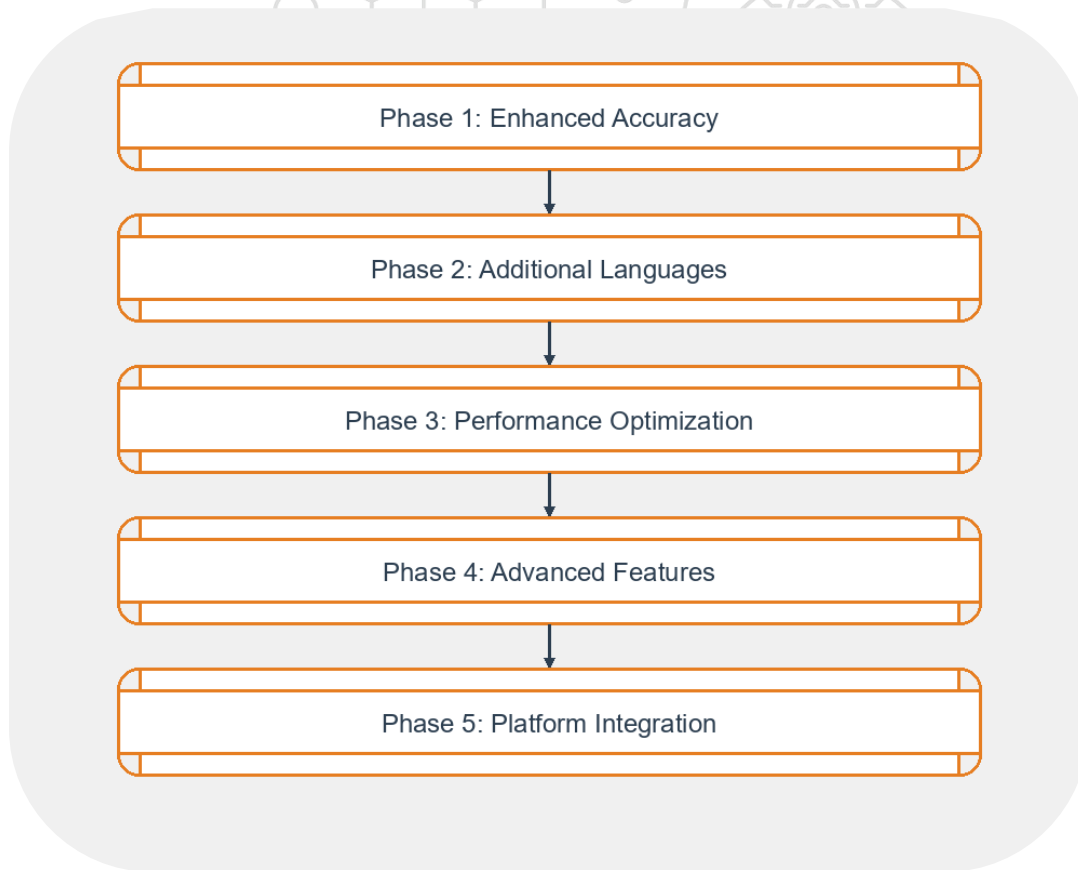 Phase 1: Enhanced Accuracy
Phase 2: Additional Languages
Phase 3: Performance Optimization
Phase 4: Advanced Features
Phase 5: Platform Integration